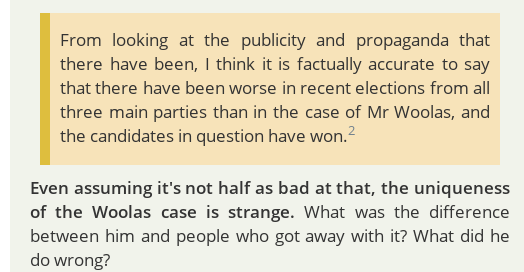 From looking at the publicity and propaganda that
there have been, I think it is factually accurate to say
that there have been worse in recent elections from all
three main parties than in the case of Mr Woolas, and
the candidates in question have won.2
Even assuming it's not half as bad at that, the uniqueness
of the Woolas case is strange. What was the difference
between him and people who got away with it? What did he
do wrong?